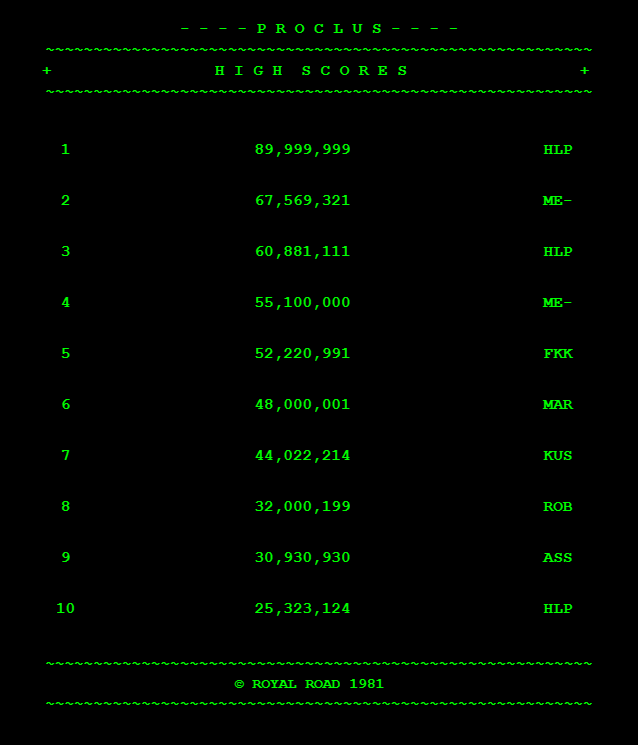 - - - - P R O C L U S - - - -
~~~~~~~~~~~~~~~~~~~~~~~~~~~~~~~~~~~~~~~~~~~~~~~~~~~~~~~~~
+ H I G H S C O R E S +
~~~~~~~~~~~~~~~~~~~~~~~~~~~~~~~~~~~~~~~~~~~~~~~~~~~~~~~~~
1 89,999,999 HLP
2 67,569,321 ME-
3 60,881,111 HLP
4 55,100,000 ME-
5 52,220,991 FKK
6 48,000,001 MAR
7 44,022,214 KUS
8 32,000,199 ROB
9 30,930,930 ASS
10 25,323,124 HLP
~~~~~~~~~~~~~~~~~~~~~~~~~~~~~~~~~~~~~~~~~~~~~~~~~~~~~~~~~
© ROYAL ROAD 1981
~~~~~~~~~~~~~~~~~~~~~~~~~~~~~~~~~~~~~~~~~~~~~~~~~~~~~~~~~